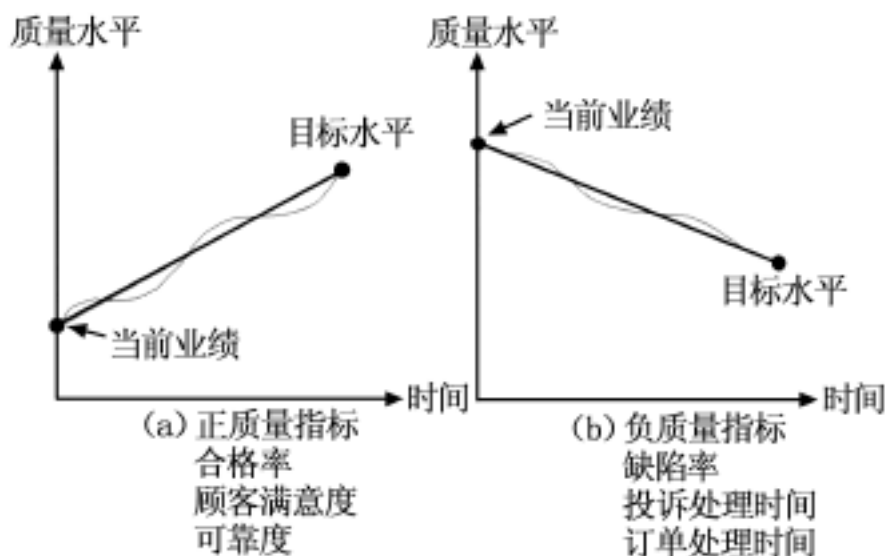 质量水平
目标水平
当前业绩
时间
(a) 正质量指标
合格率
顾客满意度
可靠度
质量水平
当前业绩
目标水平
时间
(b) 负质量指标
缺陷率
投诉处理时间
订单处理时间